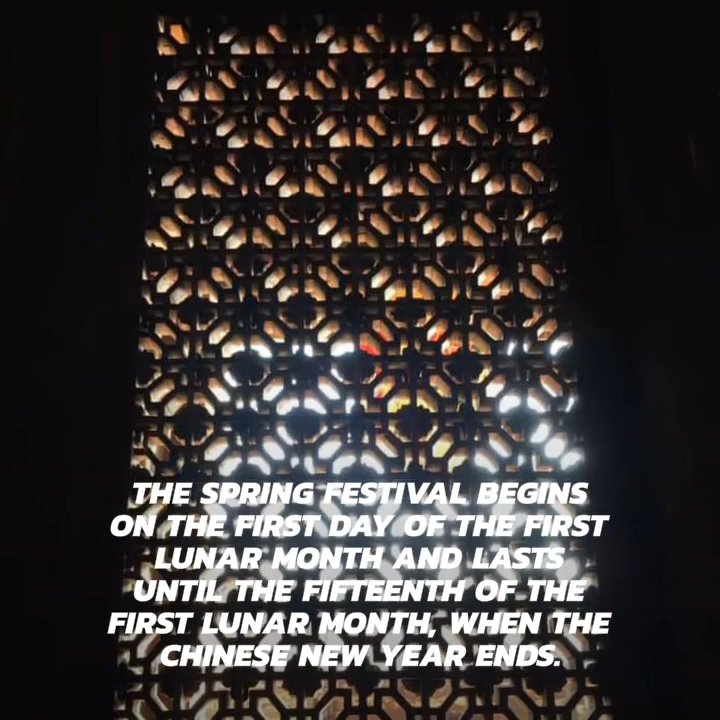 THE SPRING FESTIVAL BEGINS
ON THE FIRST DAY OF THE FIRST
LUNAR MONTH AND LASTS
UNTIL THE FIFTEENTH OF THE
FIRST LUNAR MONTH, WHEN THE
CHINESE NEW YEAR ENDS.